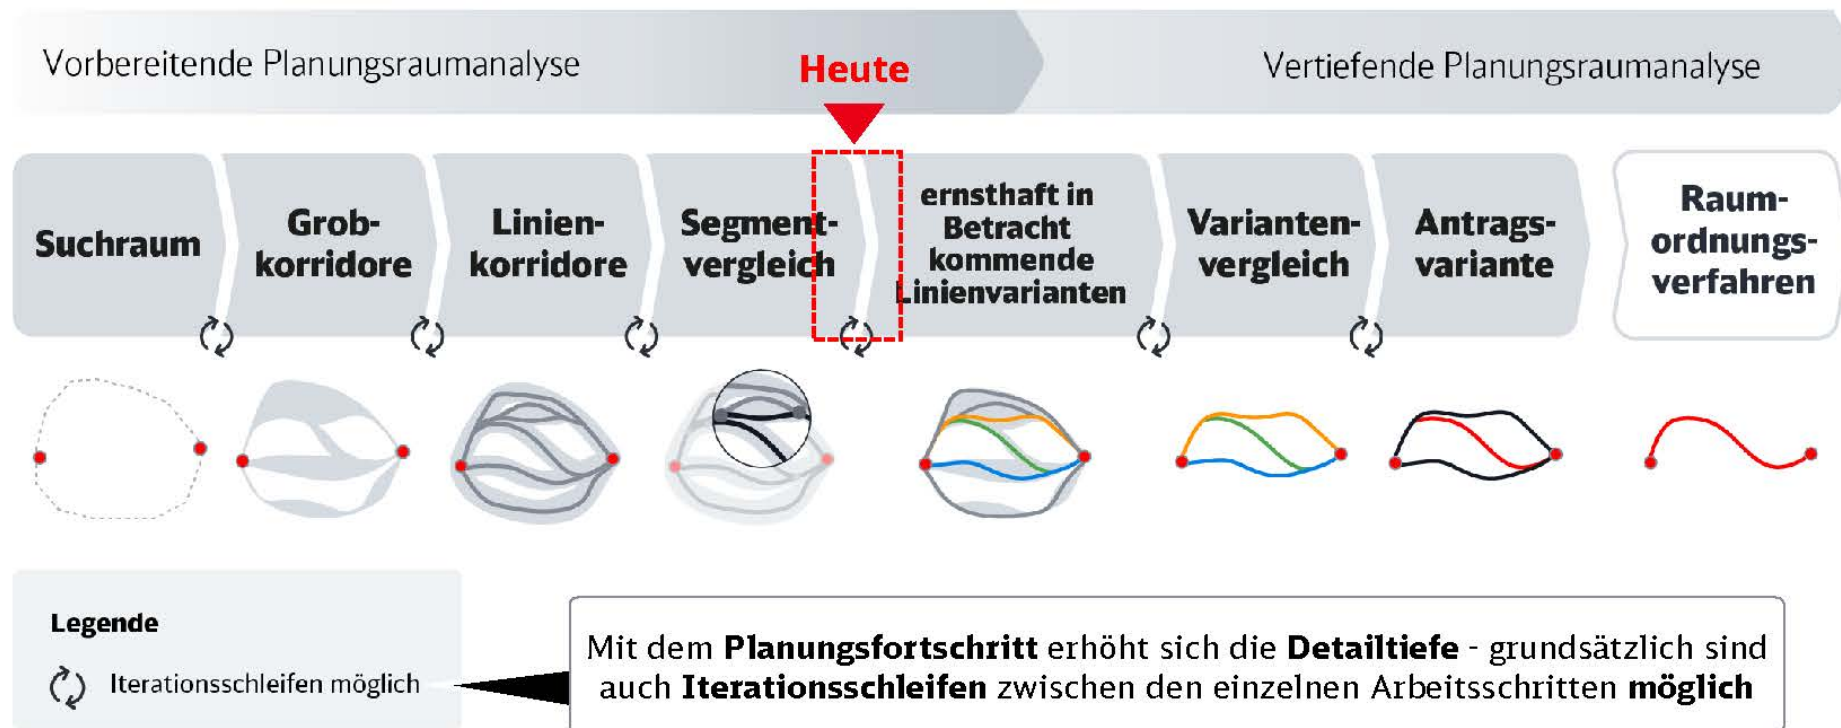 Vorbereitende Planungsraumanalyse
Heute
Vertiefende Planungsraumanalyse
Suchraum
Grob-
korridore
Linien-
korridore
Segment-
vergleich
ernsthaft in
Betracht
kommende
Linienvarianten
Varianten-
vergleich
Antrags-
variante
Raum-
ordnungs-
verfahren
Legende
Iterationsschleifen möglich
Mit dem Planungsfortschritt erhöht sich die Detailtiefe - grundsätzlich sind
auch Iterationsschleifen zwischen den einzelnen Arbeitsschritten möglich